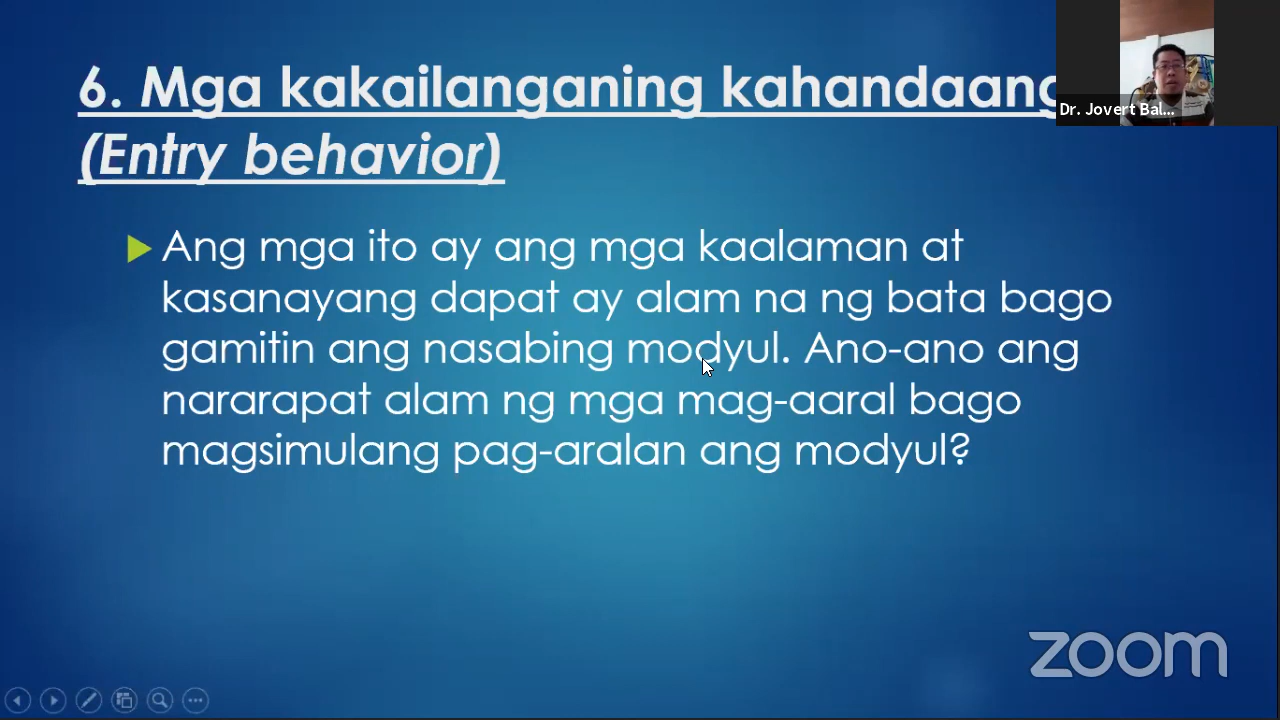 6. Mga kakailanganing kahandaang
(Entry behavior)
Dr. Jovert Bal...
Ang mga ito ay ang mga kaalaman at
kasanayang dapat ay alam na ng bata bago
gamitin ang nasabing modyul. Ano-ano ang
nararapat alam ng mga mag-aaral bago
magsimulang pag-aralan ang modyul?
zoom